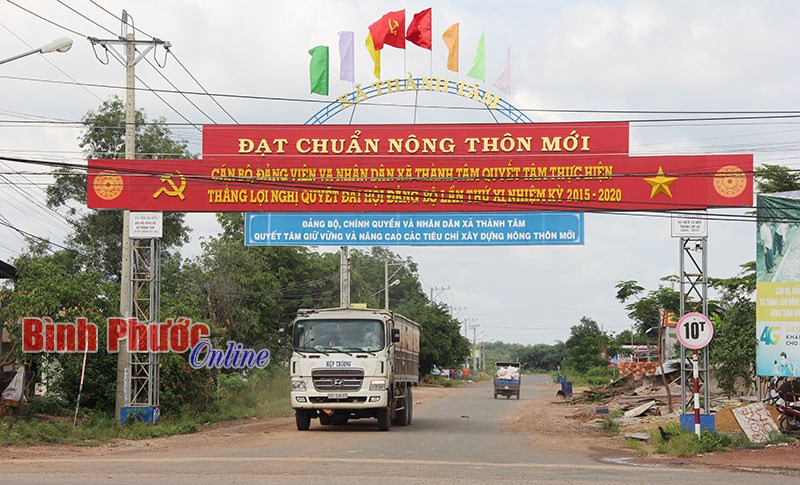 XÃ THÀNH TÂM
ĐẠT CHUẨN NÔNG THÔN MỚI
CÁN BỘ ĐẢNG VIÊN VÀ NHÂN DÂN XÃ THÀNH TÂM QUYẾT TÂM THỰC HIỆN
THẮNG LỢI NGHỊ QUYẾT ĐẠI HỘI ĐẢNG BỘ LẦN THỨ XI NHIỆM KỲ 2015 - 2020
ĐẢNG BỘ, CHÍNH QUYỀN VÀ NHÂN DÂN XÃ THÀNH TÂM
QUYẾT TÂM GIỮ VỮNG VÀ NÂNG CAO CÁC TIÊU CHÍ XÂY DỰNG NÔNG THÔN MỚI
10T
4G
HIỆP THƯƠNG
HYUNDAI
Bình Phước Online